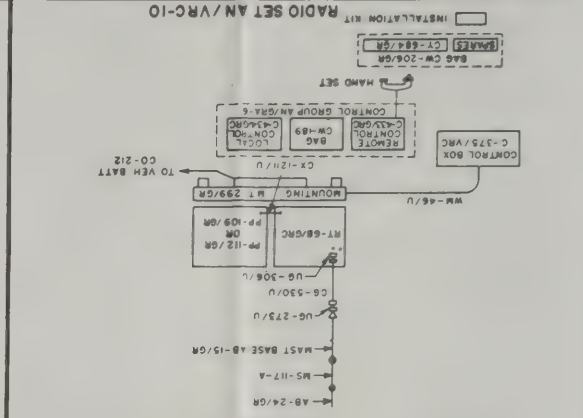 AB-24/GR
MS-117-A
MAST BASE AB-15/GR
UG-273/U
CG-530/U
UG-306/U
RT-68/GRC
PP-112/GR
OR
PP-109/GR
MOUNTING MT 299/GR
WM-46/U
TO VEH BATT
CO-212
CX-1211/U
CONTROL BOX
C-375/VRC
REMOTE
CONTROL
C-433/GRC
BAG
CW-189
LOCAL
CONTROL
C-434/GRC
CONTROL GROUP AN/GRA-6
HAND SET
BAG CW-206/GR
SPARES
CY-684/GR
INSTALLATION KIT
RADIO SET AN/VRC-10